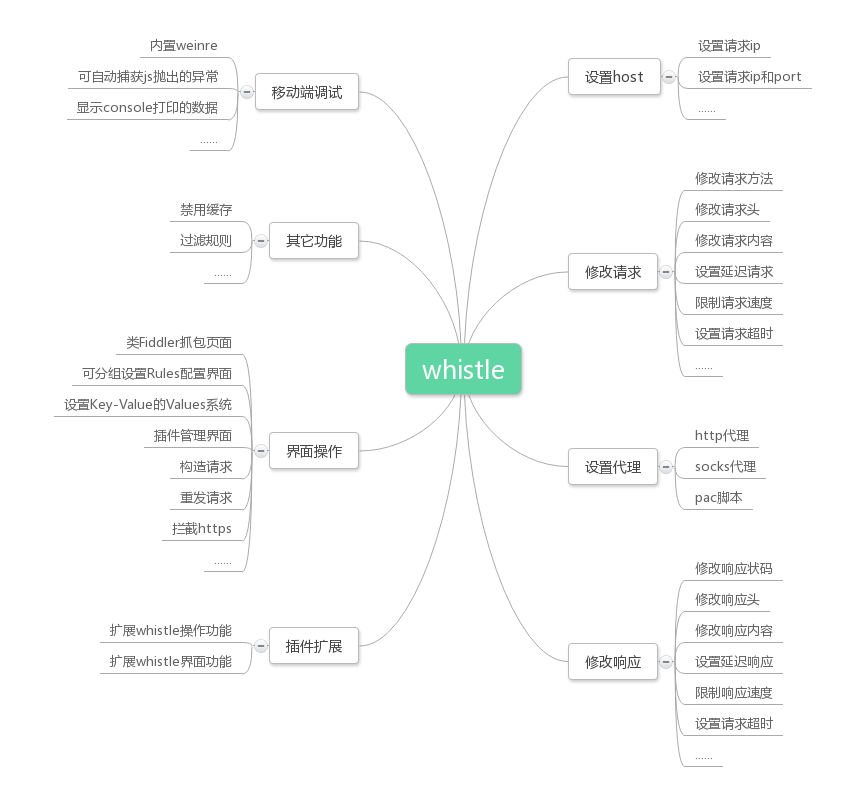 whistle
设置host
设置请求ip
设置请求ip和port
......
修改请求
修改请求方法
修改请求头
修改请求内容
设置延迟请求
限制请求速度
设置请求超时
......
设置代理
http代理
socks代理
pac脚本
修改响应
修改响应状码
修改响应头
修改响应内容
设置延迟响应
限制响应速度
设置请求超时
......
移动端调试
内置weinre
可自动捕获js抛出的异常
显示console打印的数据
......
其它功能
禁用缓存
过滤规则
......
界面操作
类Fiddler抓包页面
可分组设置Rules配置界面
设置Key-Value的Values系统
插件管理界面
构造请求
重发请求
拦截https
......
插件扩展
扩展whistle操作功能
扩展whistle界面功能